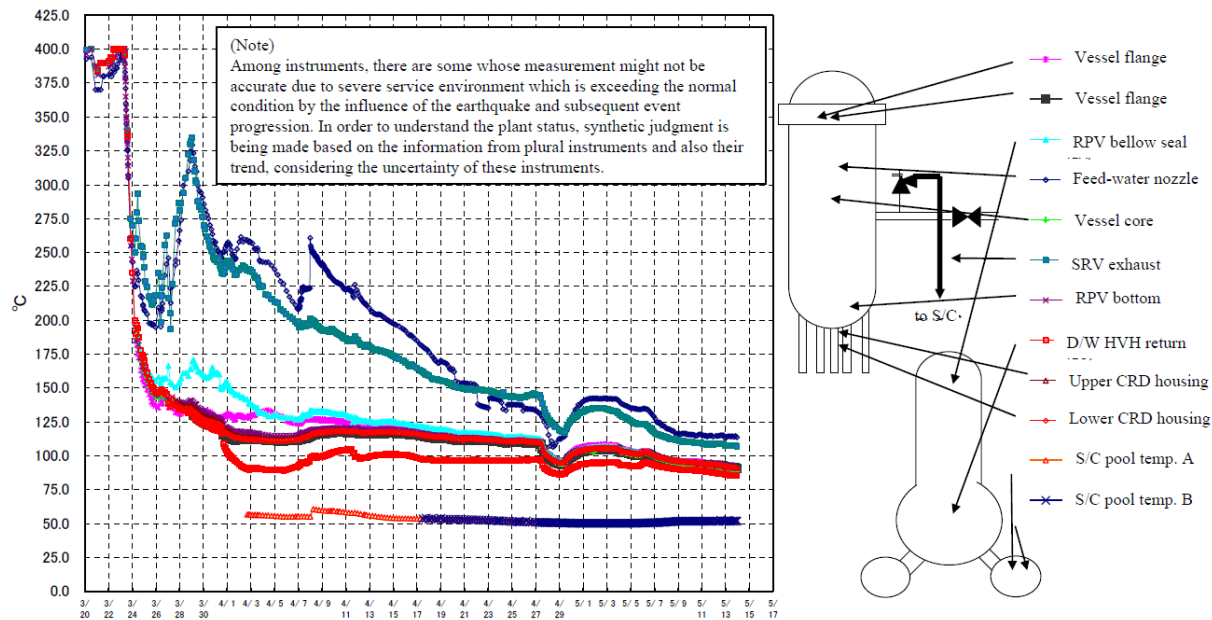 400.0
375.0
350.0
325.0
300.0
275.0
250.0
225.0
200.0
175.0
150.0
125.0
100.0
75.0
50.0
25.0
0.0
°C
(Note)
Among instruments, there are some whose measurement might not be
accurate due to severe service environment which is exceeding the normal
condition by the influence of the earthquake and subsequent event
progression. In order to understand the plant status, synthetic judgment is
being made based on the information from plural instruments and also their
trend, considering the uncertainty of these instruments.
3/ 3/ 3/ 3/ 3/ 3/ 4/ 1 4/ 3 4/ 5 4/ 7 4/ 9 4/ 4/ 4/ 4/ 4/ 4/ 4/ 4/ 4/ 5/ 1 5/ 3 5/ 5 5/ 7 5/ 9 5/ 5/ 5/ 5/
20 22 24 26 28 30 11 13 15 17 19 21 23 25 27 29 11 13 15 17
Vessel flange
Vessel flange
RPV bellow seal
Feed-water nozzle
Vessel core
SRV exhaust
RPV bottom
to S/C
D/W HVH return
Upper CRD housing
Lower CRD housing
S/C pool temp. A
S/C pool temp. B